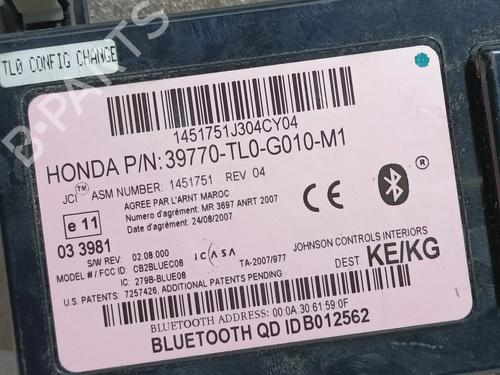 TL0 CONFIG CHANGE
B-PARTS
1451751J304CY04
HONDA P/N:39770-TL0-G010-M1
JCI™ ASM NUMBER: 1451751 REV 04
e 11
03 3981
AGREE PAR L'ARNT MAROC
Numero d'agrément: MR 3697 ANRT 2007
Date d'agrément: 24/08/2007
CE
®
S/W REV: 02.08.000
MODEL # / FCC ID: CB2BLUEC08
IC: 279B-BLUE08
ICASA
TA-2007/977
JOHNSON CONTROLS INTERIORS
DEST. KE/KG
U.S. PATENTS: 7257426, ADDITIONAL PATENTS PENDING
BLUETOOTH ADDRESS: 00:0A:30:61:59:0F
BLUETOOTH QD ID B012562